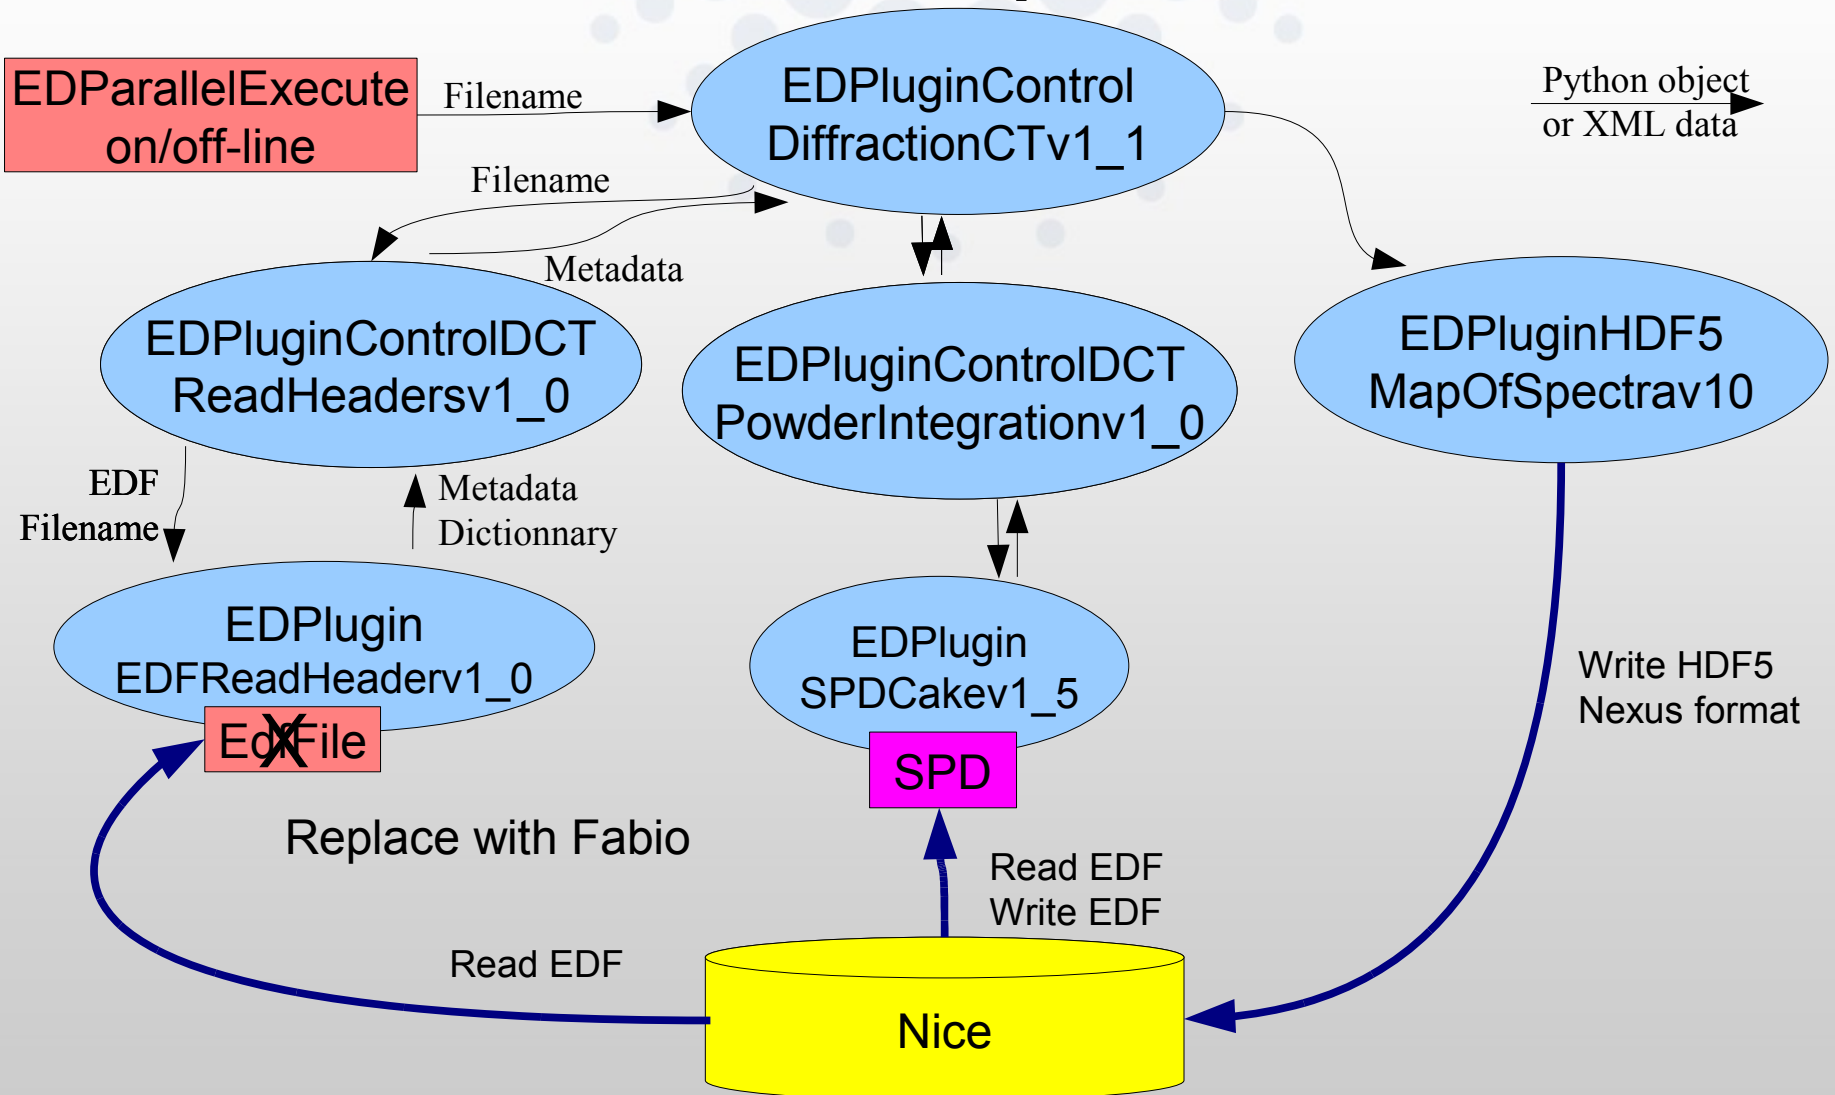 EDParallelExecute
on/off-line
Filename
EDPluginControl
DiffractionCTv1_1
Python object
or XML data
Filename
Metadata
EDPluginControlDCT
ReadHeadersv1_0
EDPluginControlDCT
PowderIntegrationv1_0
EDPluginHDF5
MapOfSpectrav10
EDF
Filename
Metadata
Dictionnary
EDPlugin
EDFReadHeaderv1_0
EdfFile
X
EDPlugin
SPDCakev1_5
SPD
Write HDF5
Nexus format
Replace with Fabio
Read EDF
Write EDF
Read EDF
Nice